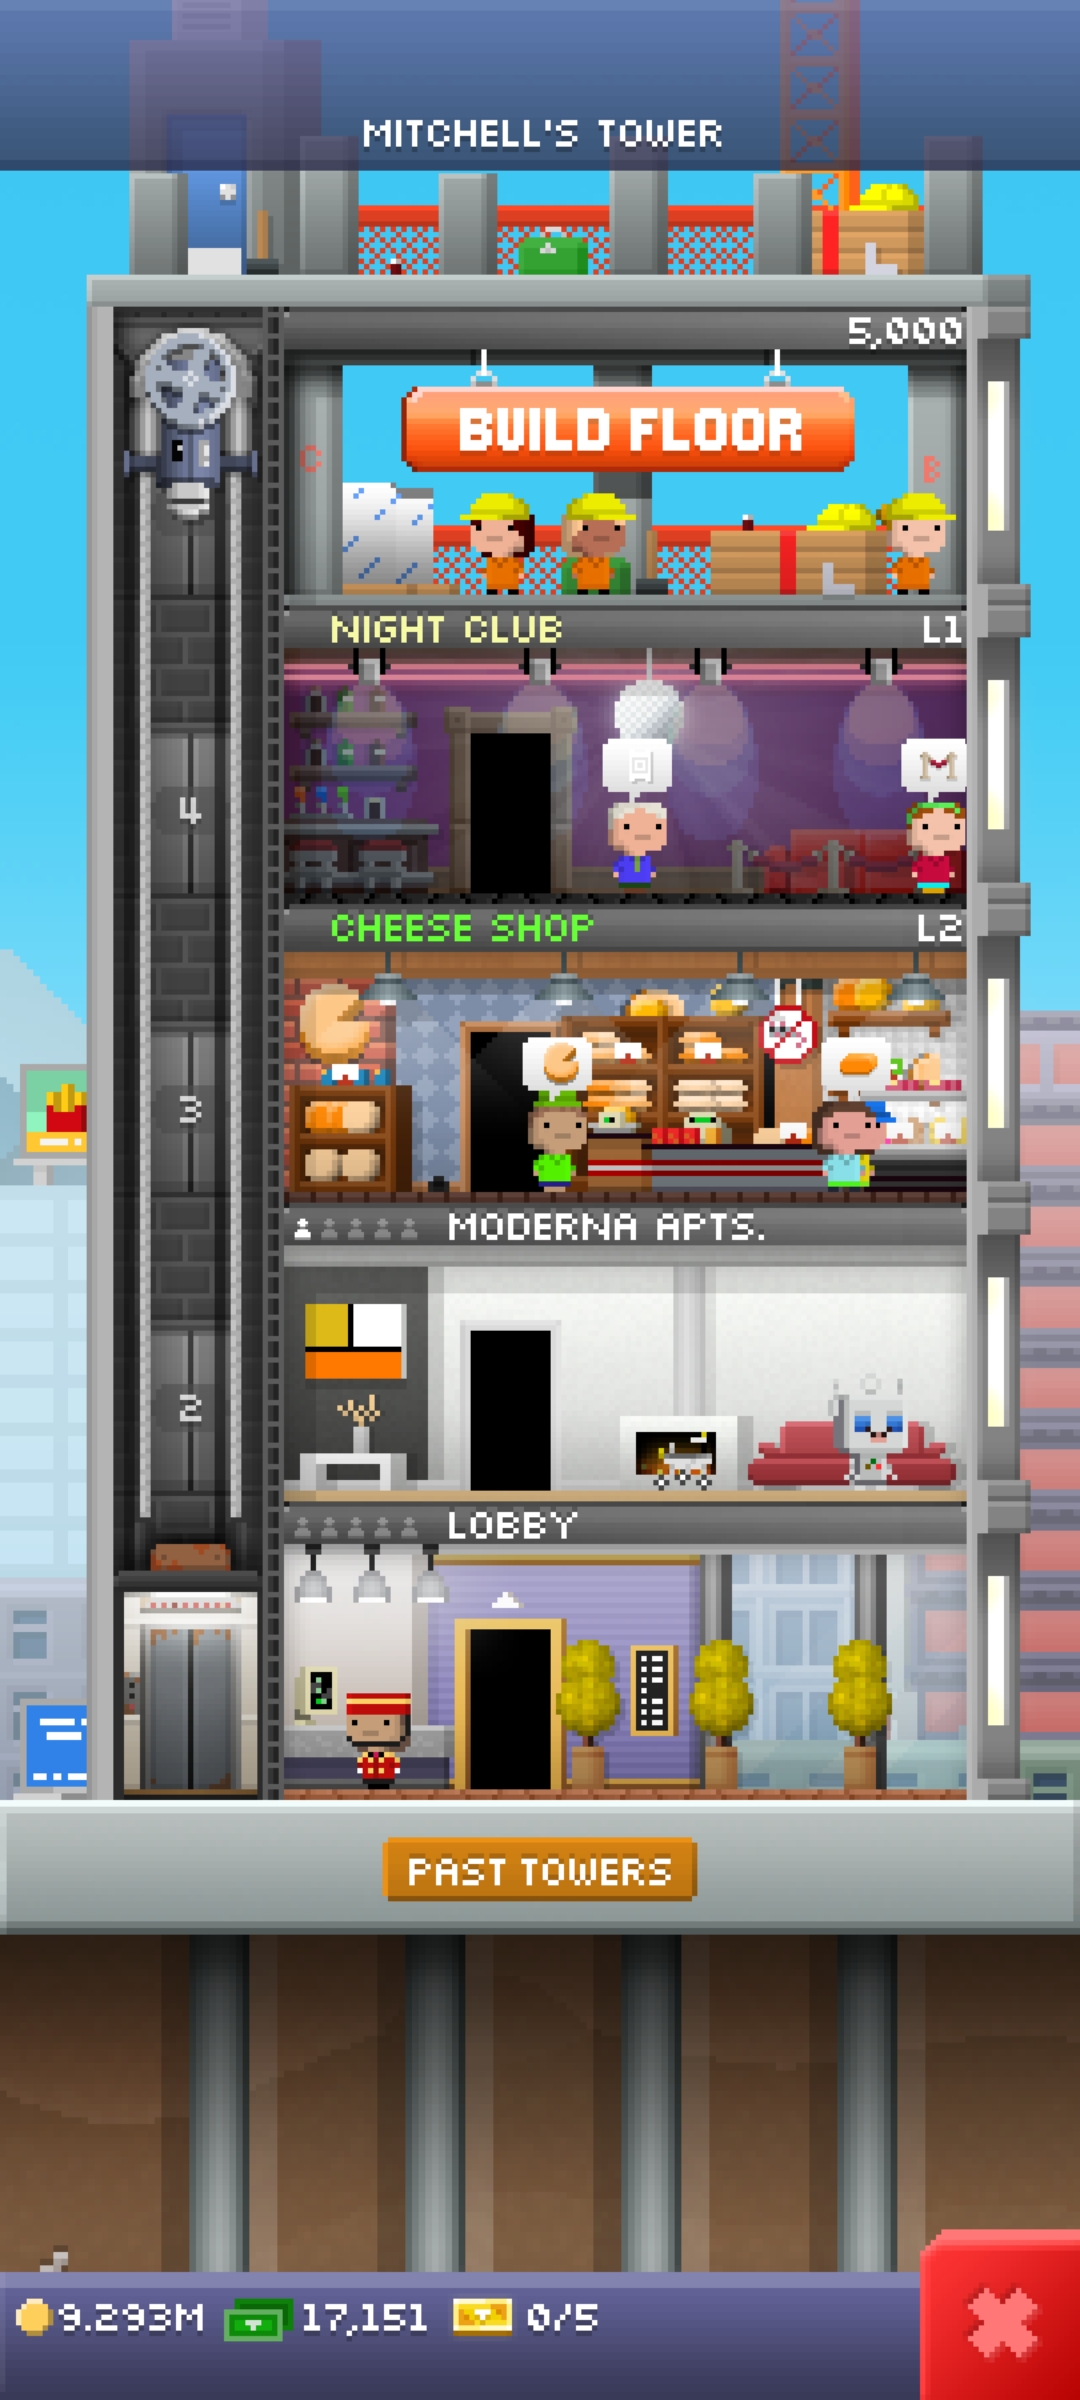 MITCHELL'S TOWER
5,000
BUILD FLOOR
C
B
NIGHT CLUB
L1
4
CHEESE SHOP
L2
3
MODERNA APTS.
2
LOBBY
PAST TOWERS
9.293M
17,151
0/5